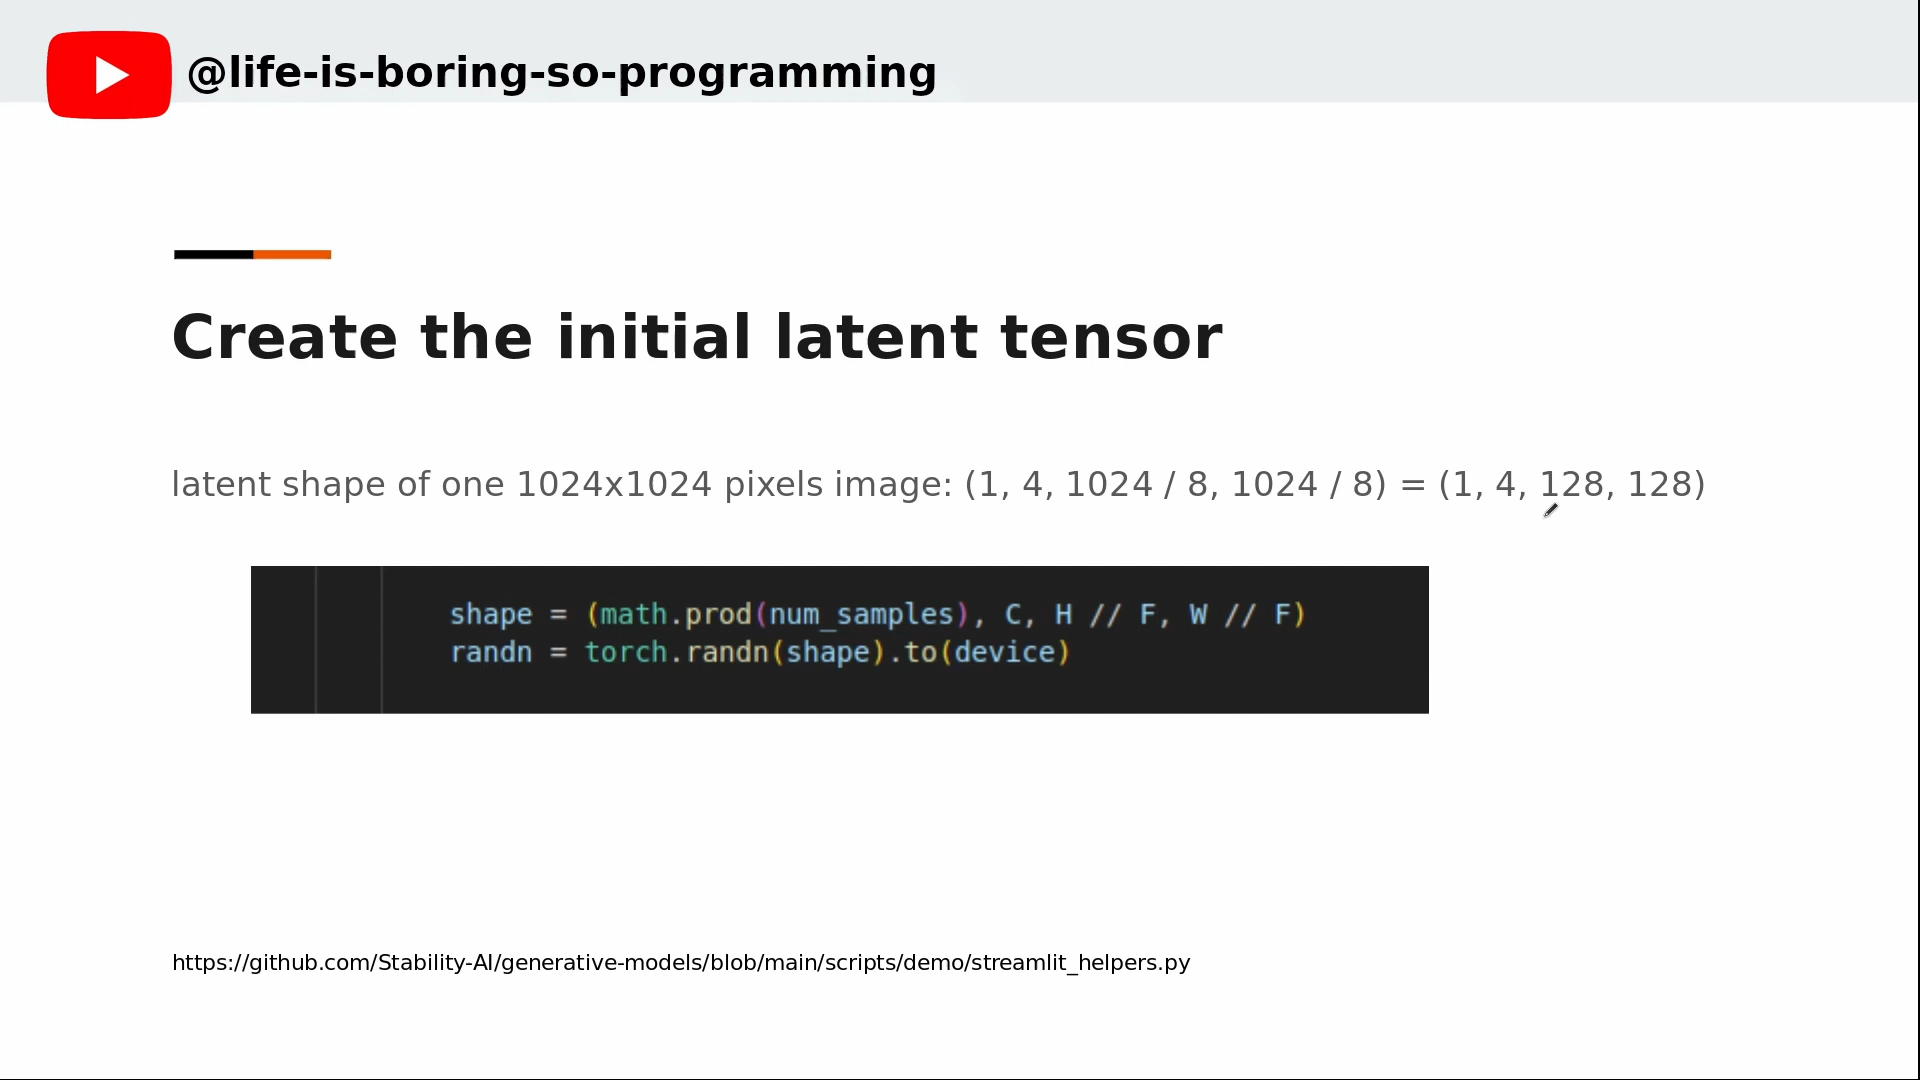 @life-is-boring-so-programming
Create the initial latent tensor
latent shape of one 1024x1024 pixels image: (1, 4, 1024 / 8, 1024 / 8) = (1, 4, 128, 128)
shape = (math.prod(num_samples), C, H // F, W // F)
randn = torch.randn(shape).to(device)
https://github.com/Stability-AI/generative-models/blob/main/scripts/demo/streamlit_helpers.py